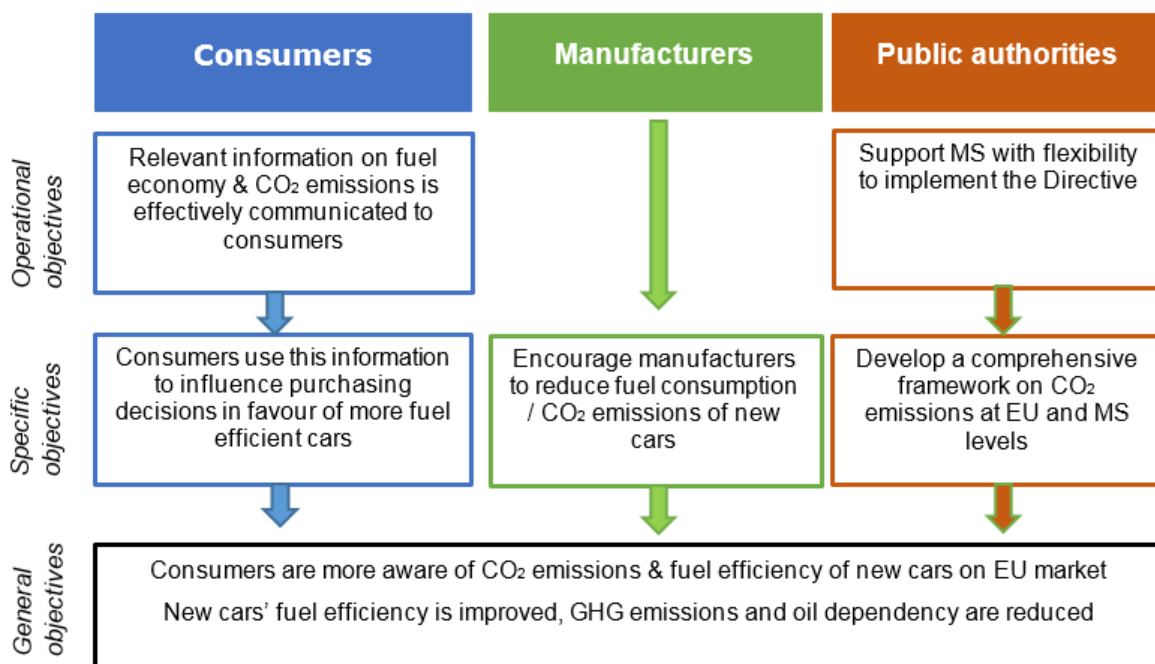 Consumers
Manufacturers
Public authorities
Operational
objectives
Relevant information on fuel
economy & CO₂ emissions is
effectively communicated to
consumers
Support MS with flexibility
to implement the Directive
Specific
objectives
Consumers use this information
to influence purchasing
decisions in favour of more fuel
efficient cars
Encourage manufacturers
to reduce fuel consumption
/ CO₂ emissions of new
cars
Develop a comprehensive
framework on CO₂
emissions at EU and MS
levels
General
objectives
Consumers are more aware of CO₂ emissions & fuel efficiency of new cars on EU market
New cars’ fuel efficiency is improved, GHG emissions and oil dependency are reduced